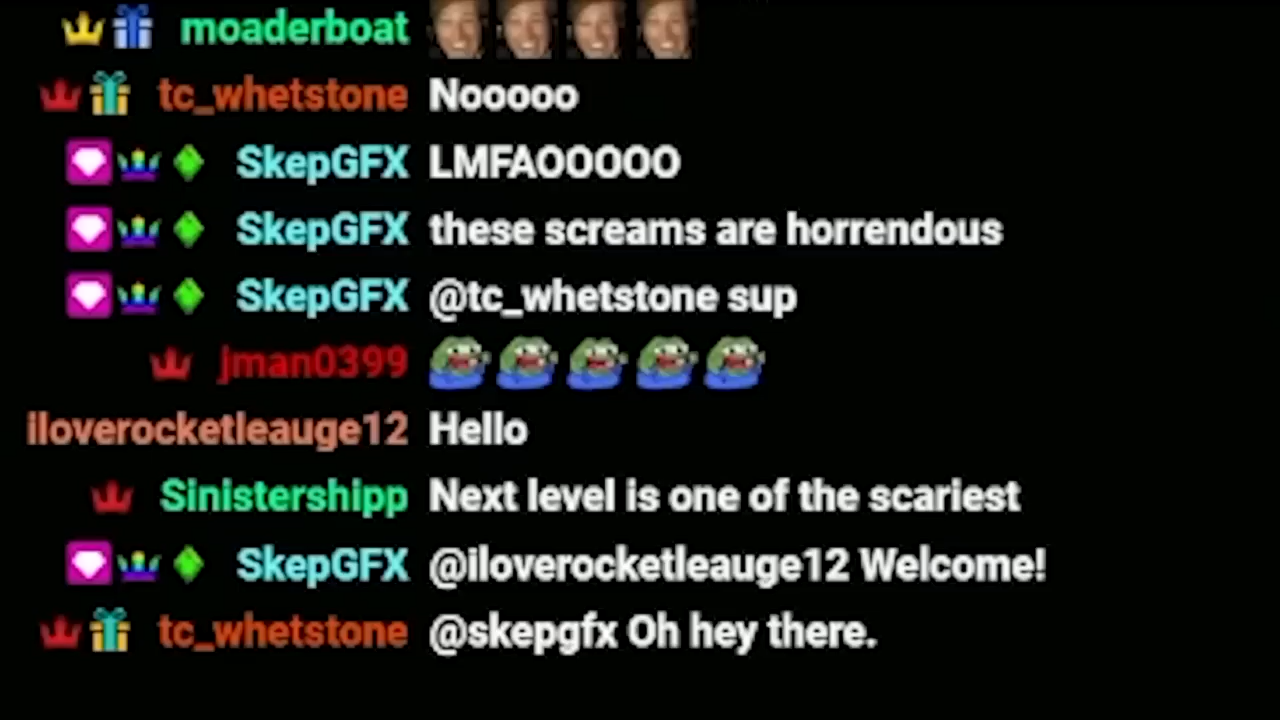 moaderboat
tc_whetstone Nooooo
SkepGFX LMFAOOOOO
SkepGFX these screams are horrendous
SkepGFX @tc_whetstone sup
jman0399
iloverocketleauge12 Hello
Sinistershipp Next level is one of the scariest
SkepGFX @iloverocketleauge12 Welcome!
tc_whetstone @skepgfx Oh hey there.